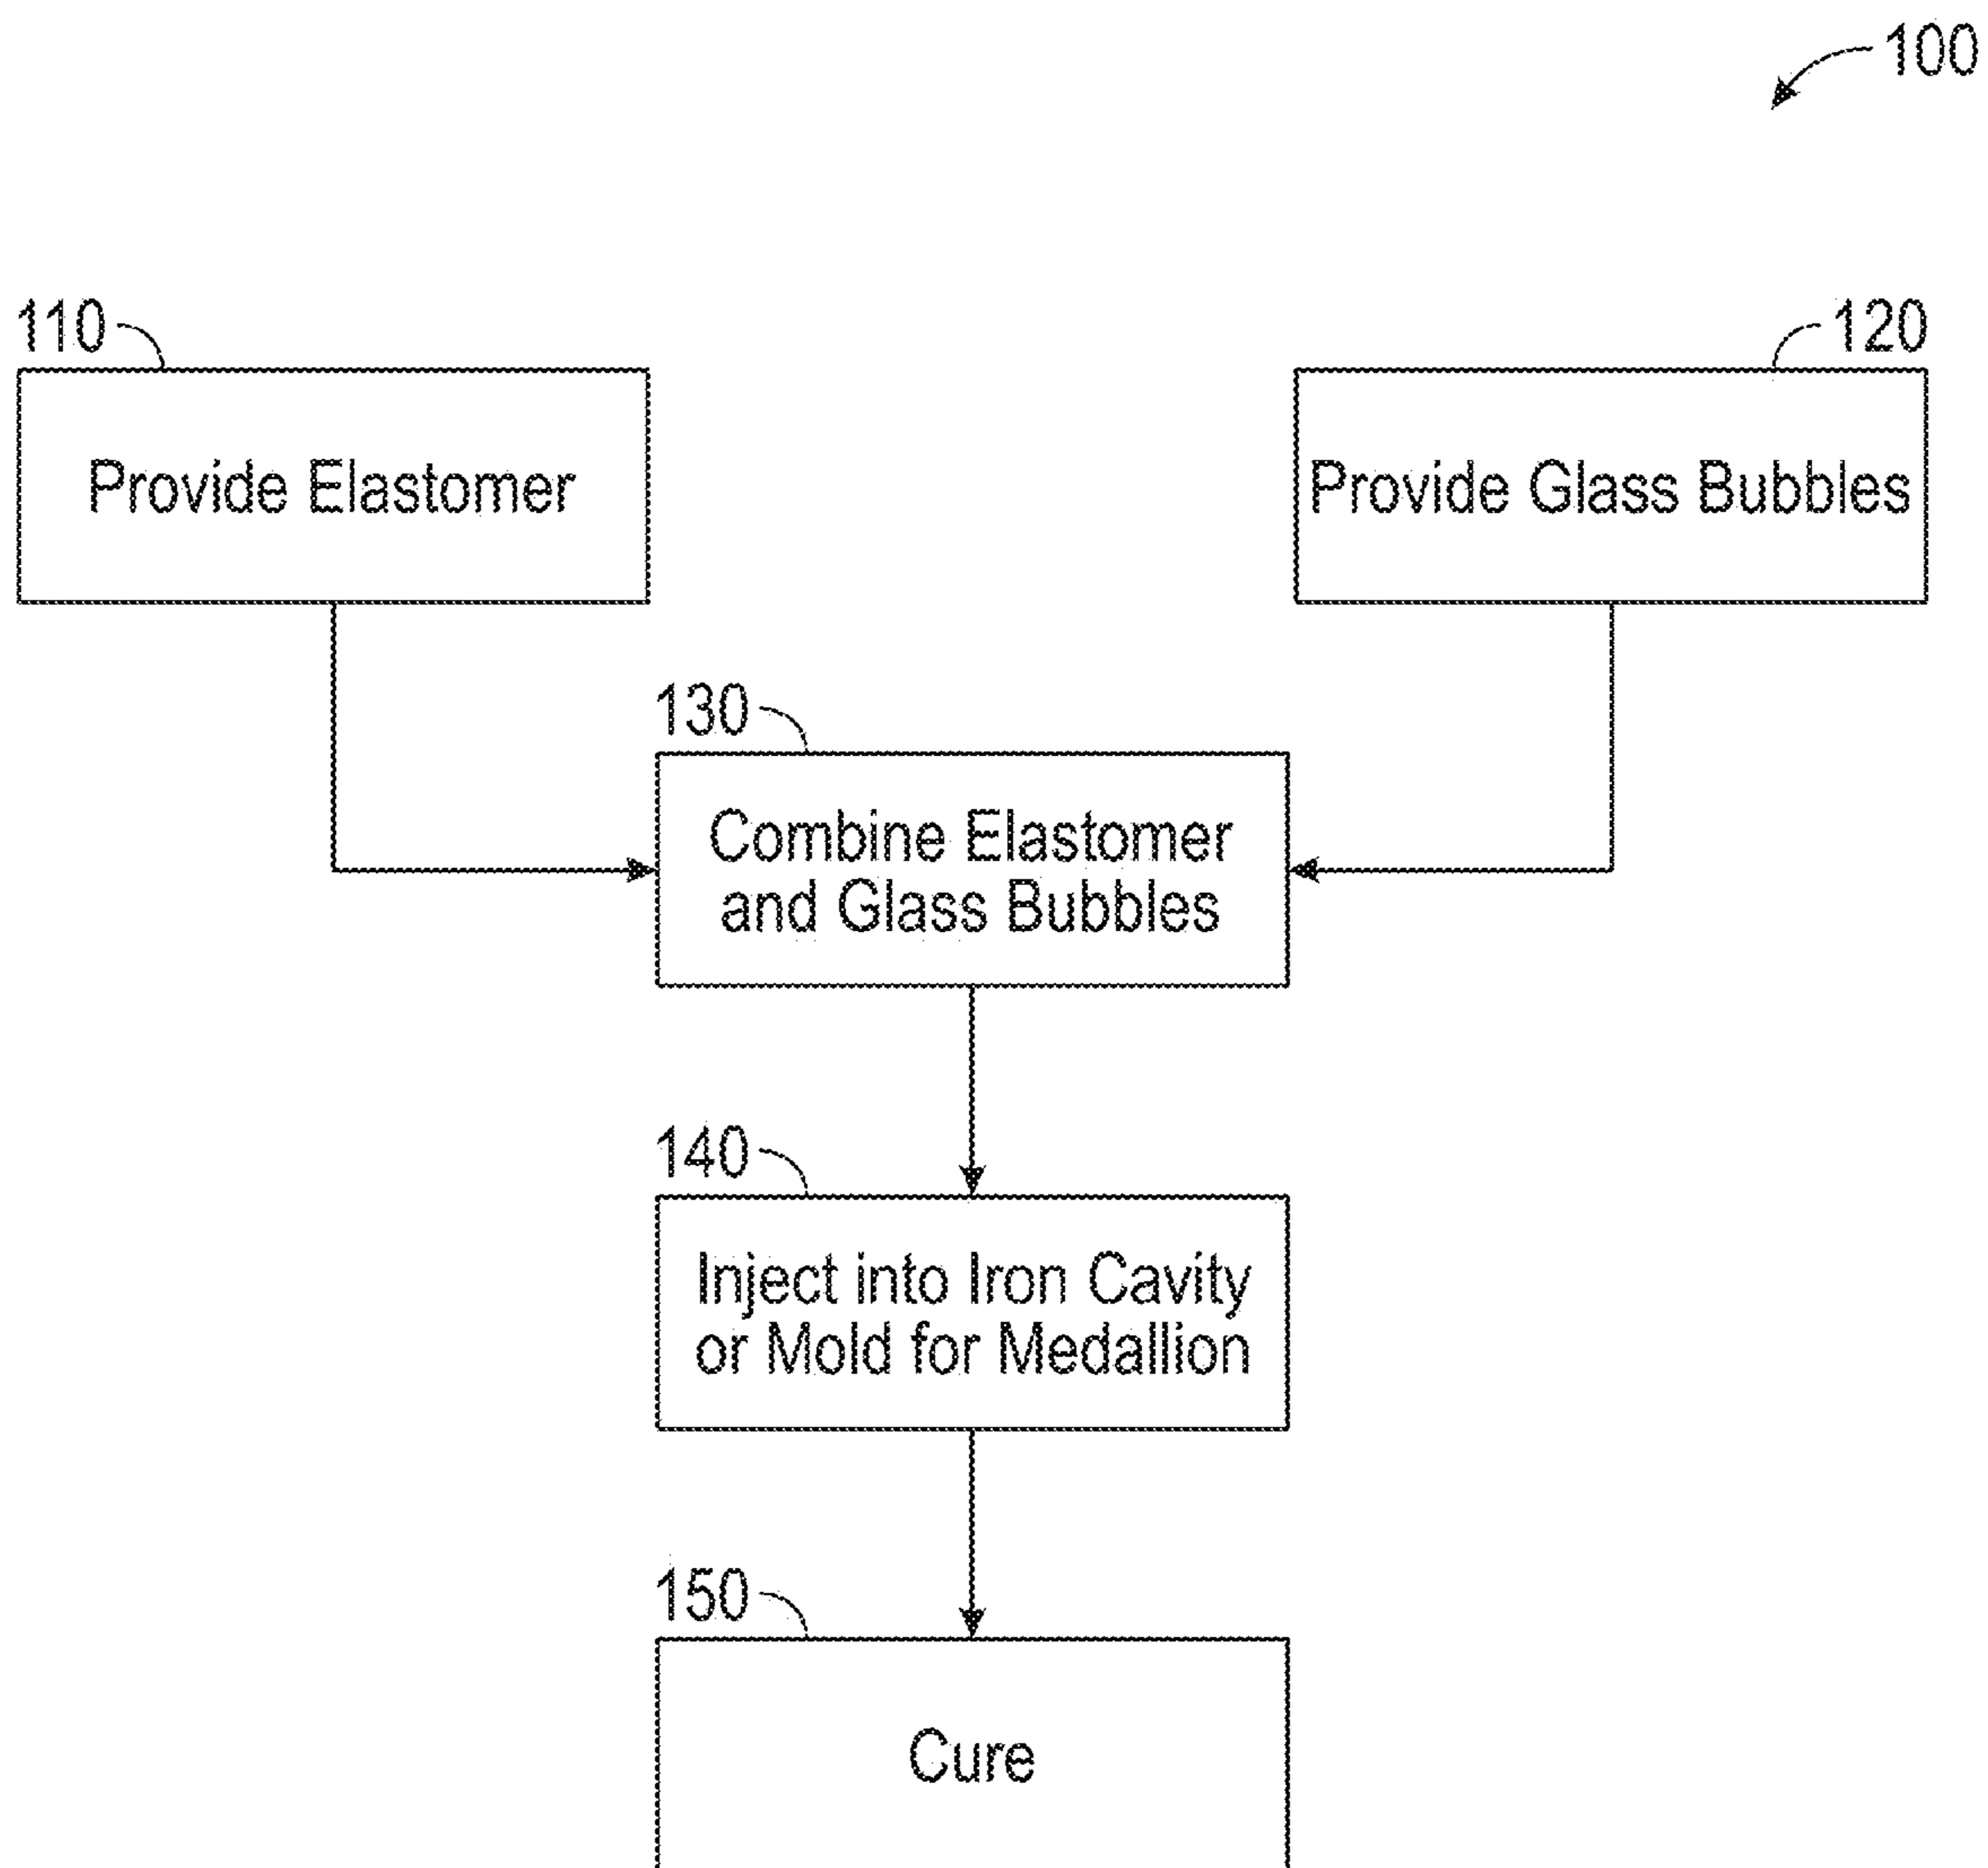 100
110
120
Provide Elastomer
Provide Glass Bubbles
130
Combine Elastomer
and Glass Bubbles
140
Inject into Iron Cavity
or Mold for Medallion
150
Cure